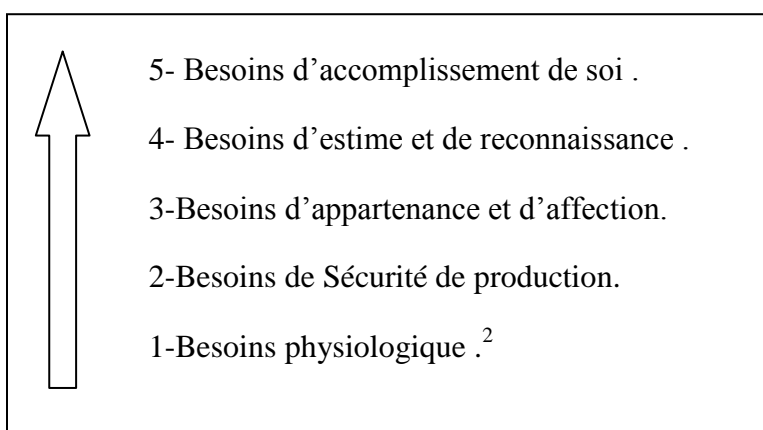 5- Besoins d’accomplissement de soi .
4- Besoins d’estime et de reconnaissance .
3-Besoins d’appartenance et d’affection.
2-Besoins de Sécurité de production.
1-Besoins physiologique .²